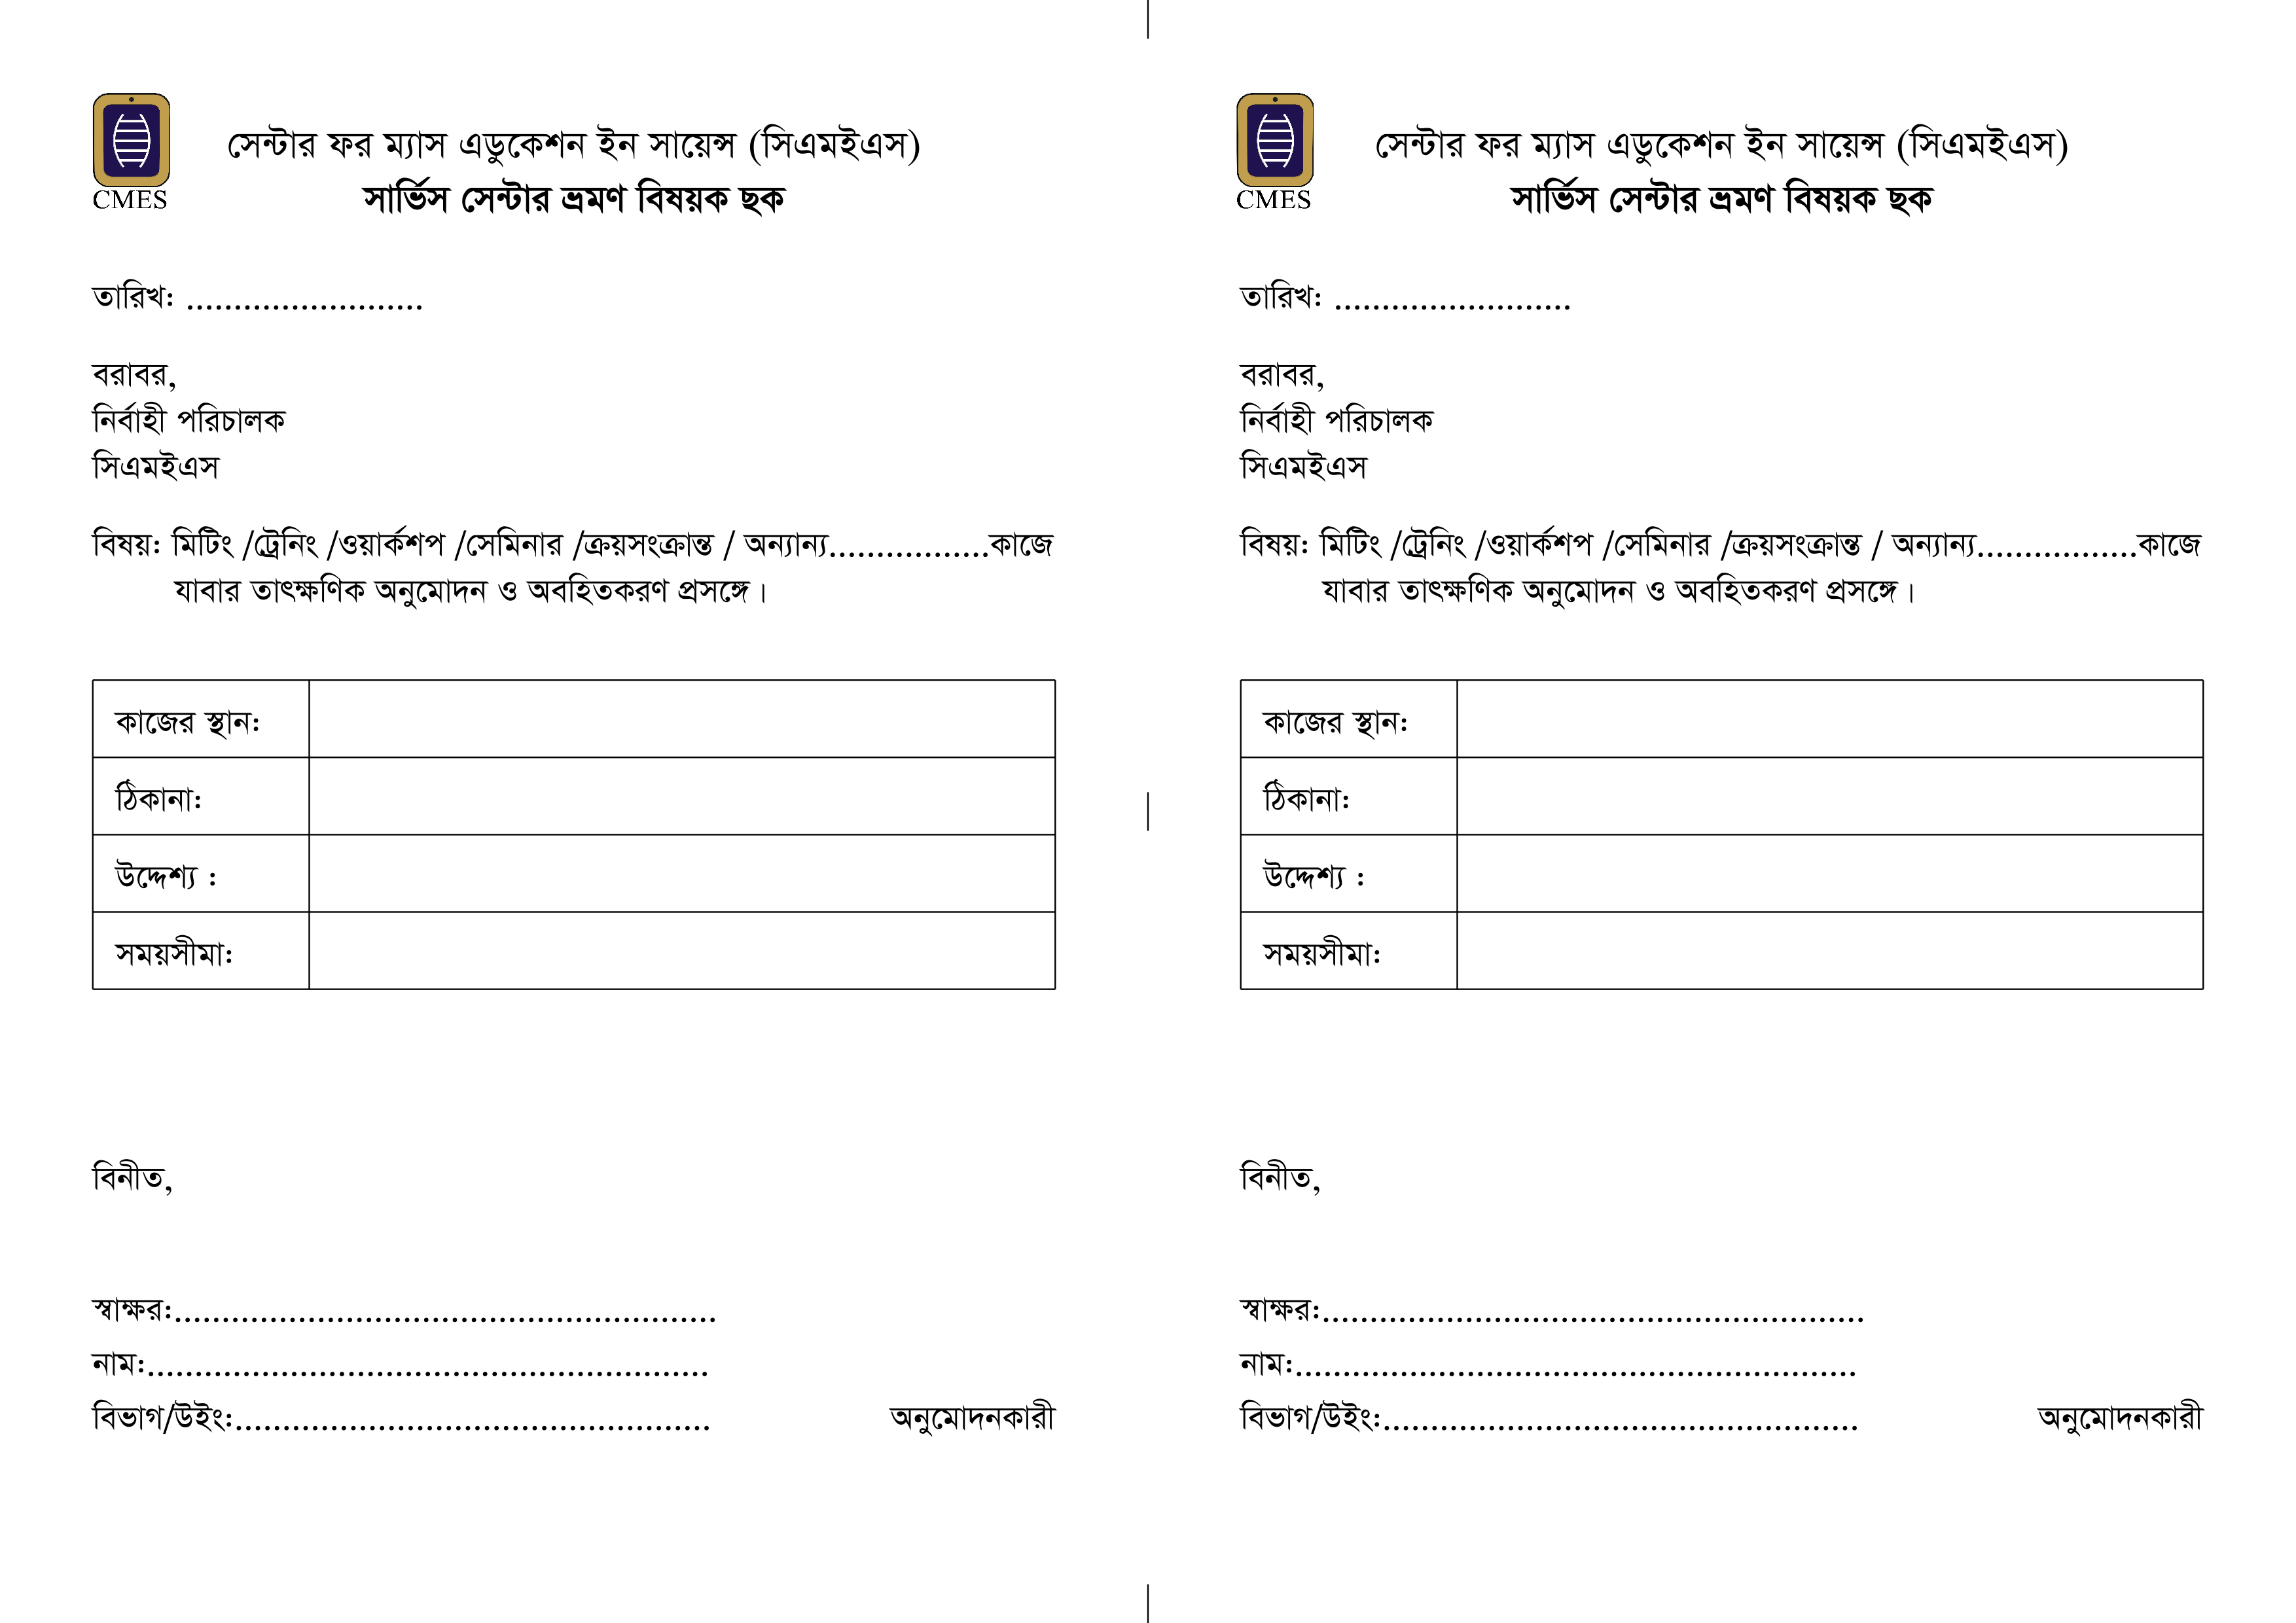 CMES
সেন্টার ফর ম্যাস এডুকেশন ইন সায়েন্স (সিএমইএস)
সার্ভিস সেন্টার ভ্রমণ বিষয়ক ছক
তারিখ: .........................
বরাবর,
নির্বাহী পরিচালক
সিএমইএস
বিষয়: মিটিং /ট্রেনিং /ওয়ার্কশপ /সেমিনার /ক্রয়সংক্রান্ত / অন্যান্য.................কাজে
যাবার তাৎক্ষণিক অনুমোদন ও অবহিতকরণ প্রসঙ্গে।
কাজের স্থান:
ঠিকানা:
উদ্দেশ্য :
সময়সীমা:
বিনীত,
স্বাক্ষর:.........................................................
নাম:...........................................................
বিভাগ/উইং:.................................................. অনুমোদনকারী
CMES
সেন্টার ফর ম্যাস এডুকেশন ইন সায়েন্স (সিএমইএস)
সার্ভিস সেন্টার ভ্রমণ বিষয়ক ছক
তারিখ: .........................
বরাবর,
নির্বাহী পরিচালক
সিএমইএস
বিষয়: মিটিং /ট্রেনিং /ওয়ার্কশপ /সেমিনার /ক্রয়সংক্রান্ত / অন্যান্য.................কাজে
যাবার তাৎক্ষণিক অনুমোদন ও অবহিতকরণ প্রসঙ্গে।
কাজের স্থান:
ঠিকানা:
উদ্দেশ্য :
সময়সীমা:
বিনীত,
স্বাক্ষর:.........................................................
নাম:...........................................................
বিভাগ/উইং:.................................................. অনুমোদনকারী